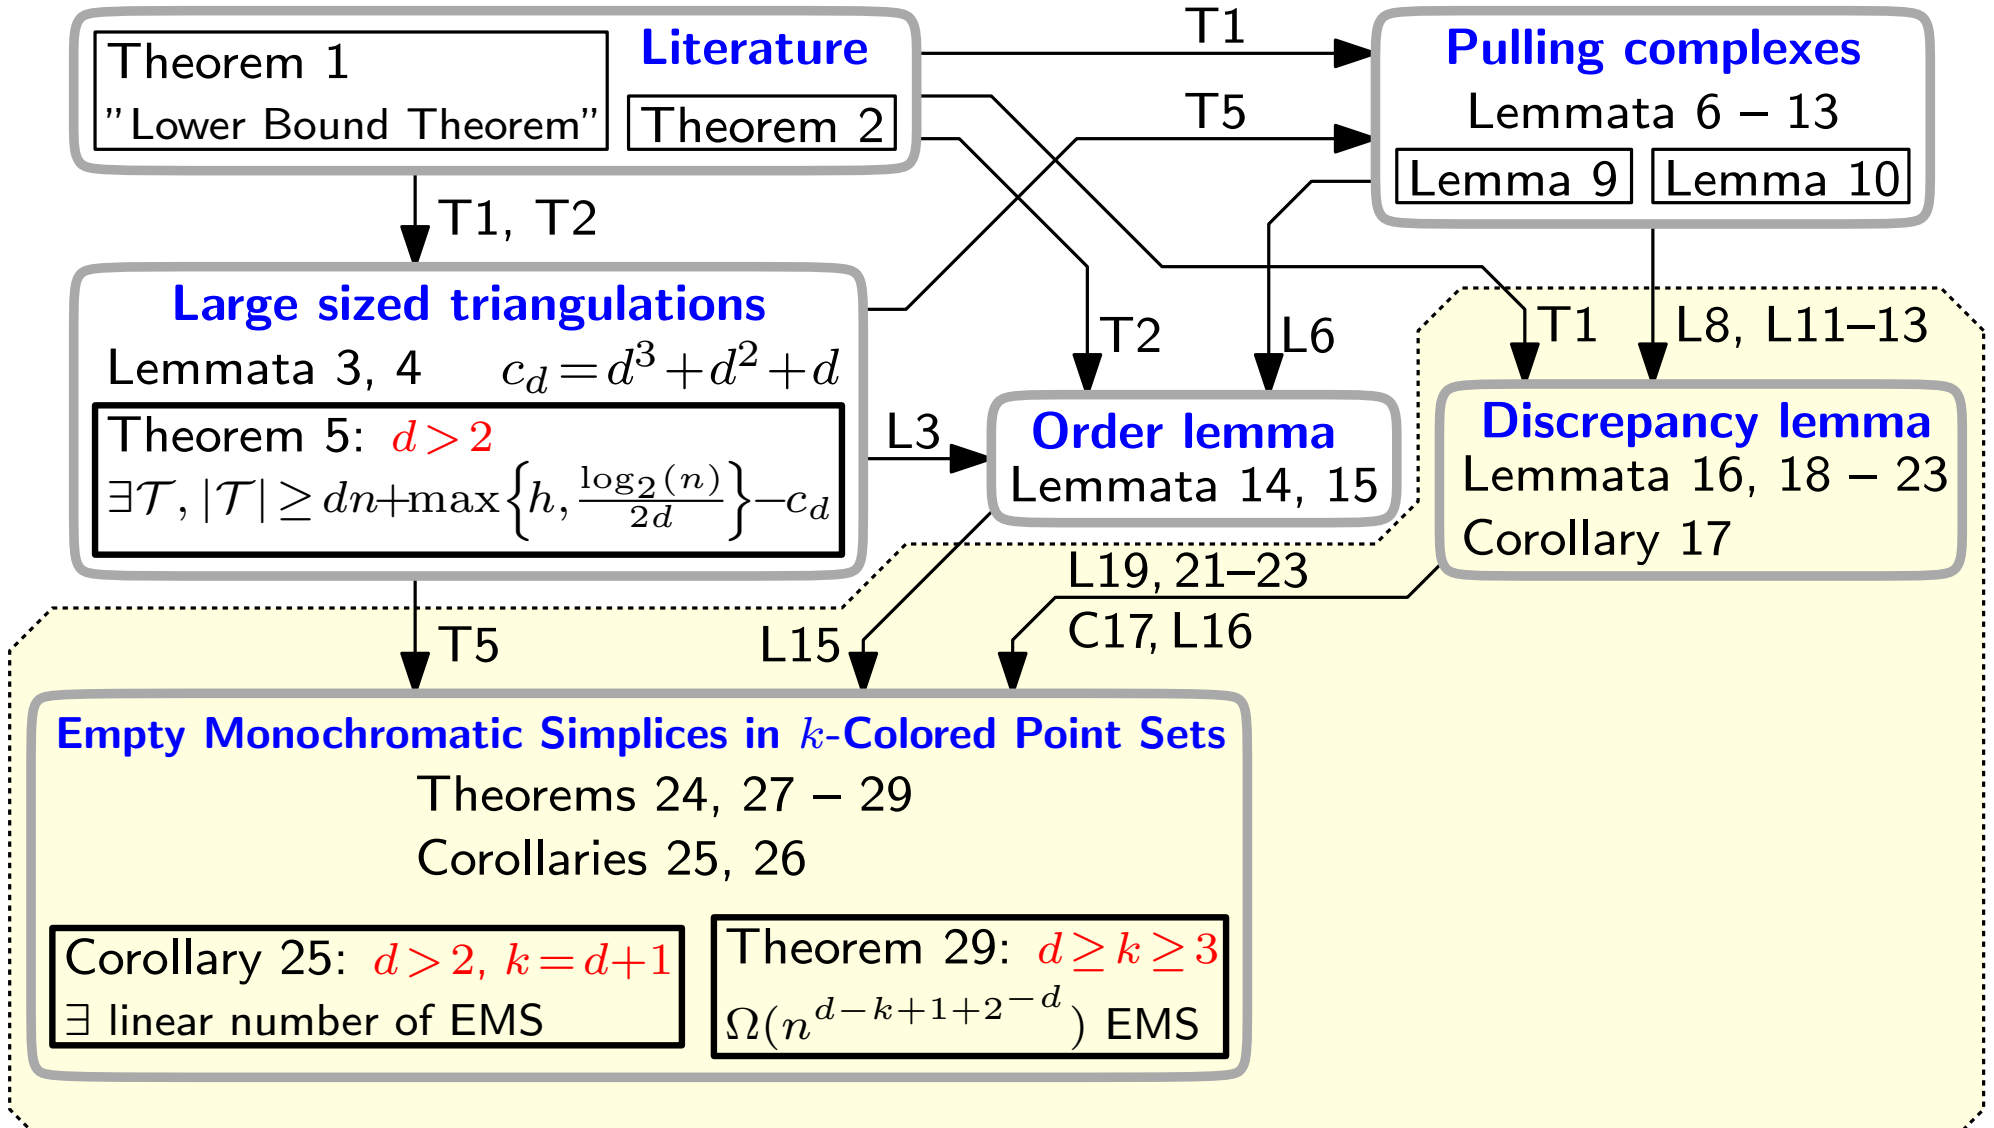 Literature
Theorem 1
"Lower Bound Theorem"
Theorem 2
T1
Pulling complexes
Lemmata 6 – 13
Lemma 9
Lemma 10
T5
T1, T2
Large sized triangulations
Lemmata 3, 4 c_d = d^3 + d^2 + d
Theorem 5: d > 2
∃𝒯, |𝒯| ≥ dn+max{h, log_2(n)/2d}−c_d
T2
L6
T1
L8, L11–13
L3
Order lemma
Lemmata 14, 15
Discrepancy lemma
Lemmata 16, 18 – 23
Corollary 17
T5
L15
L19, 21–23
C17, L16
Empty Monochromatic Simplices in k-Colored Point Sets
Theorems 24, 27 – 29
Corollaries 25, 26
Corollary 25: d > 2, k = d+1
∃ linear number of EMS
Theorem 29: d ≥ k ≥ 3
Ω(n^{d−k+1+2^{−d}}) EMS